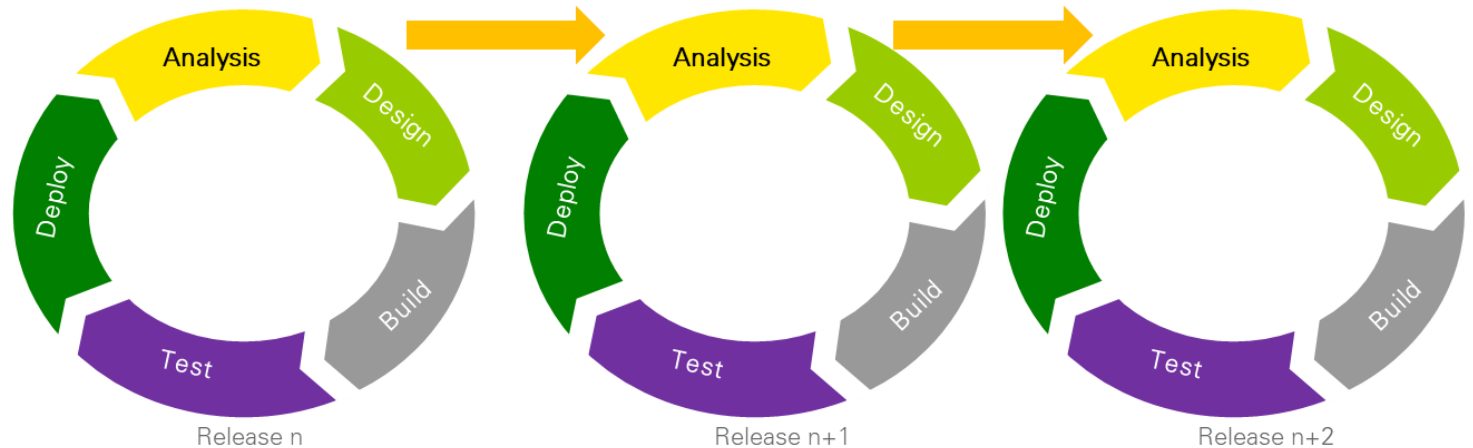 Analysis
Design
Build
Test
Deploy
Release n
Analysis
Design
Build
Test
Deploy
Release n+1
Analysis
Design
Build
Test
Deploy
Release n+2